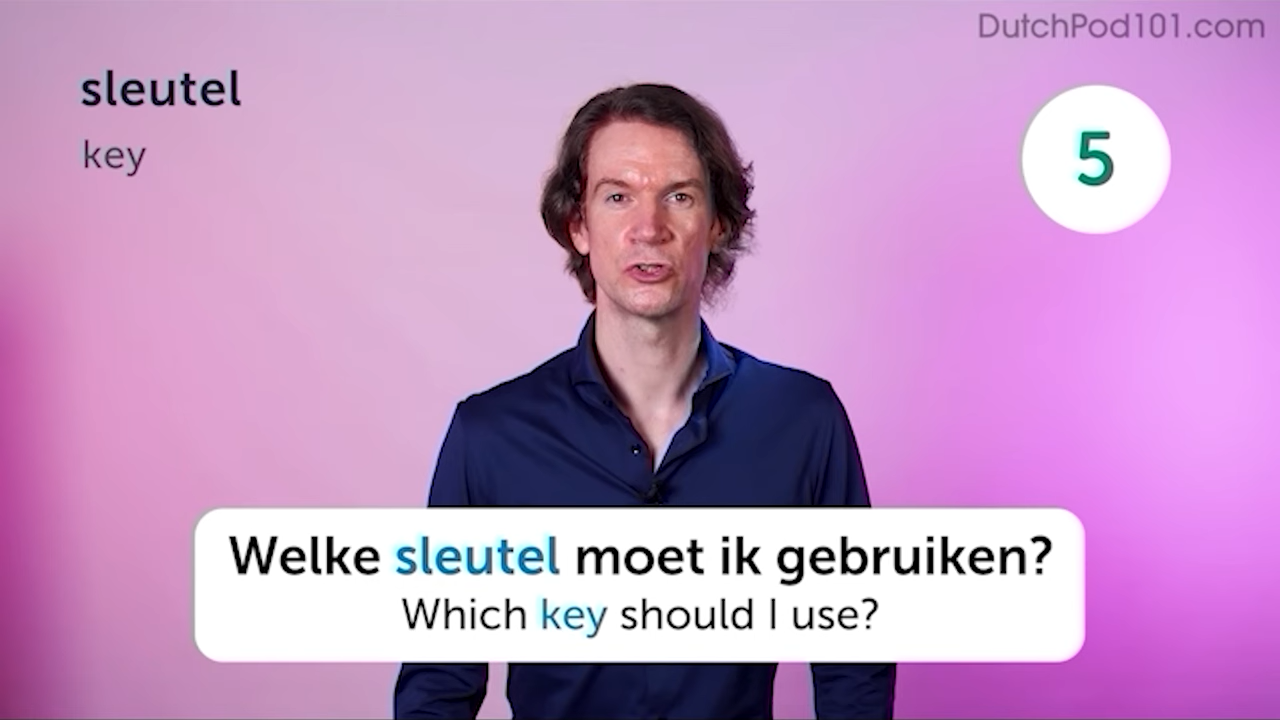 DutchPod101.com
sleutel
key
5
Welke sleutel moet ik gebruiken?
Which key should I use?